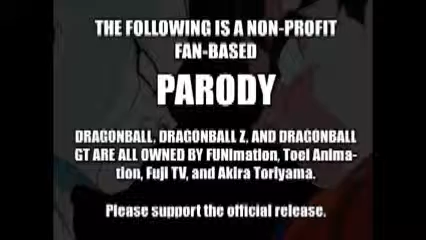 THE FOLLOWING IS A NON-PROFIT
FAN-BASED
PARODY
DRAGONBALL, DRAGONBALL Z, AND DRAGONBALL
GT ARE ALL OWNED BY FUNImation, Toei Anima-
tion, Fuji TV, and Akira Toriyama.
Please support the official release.